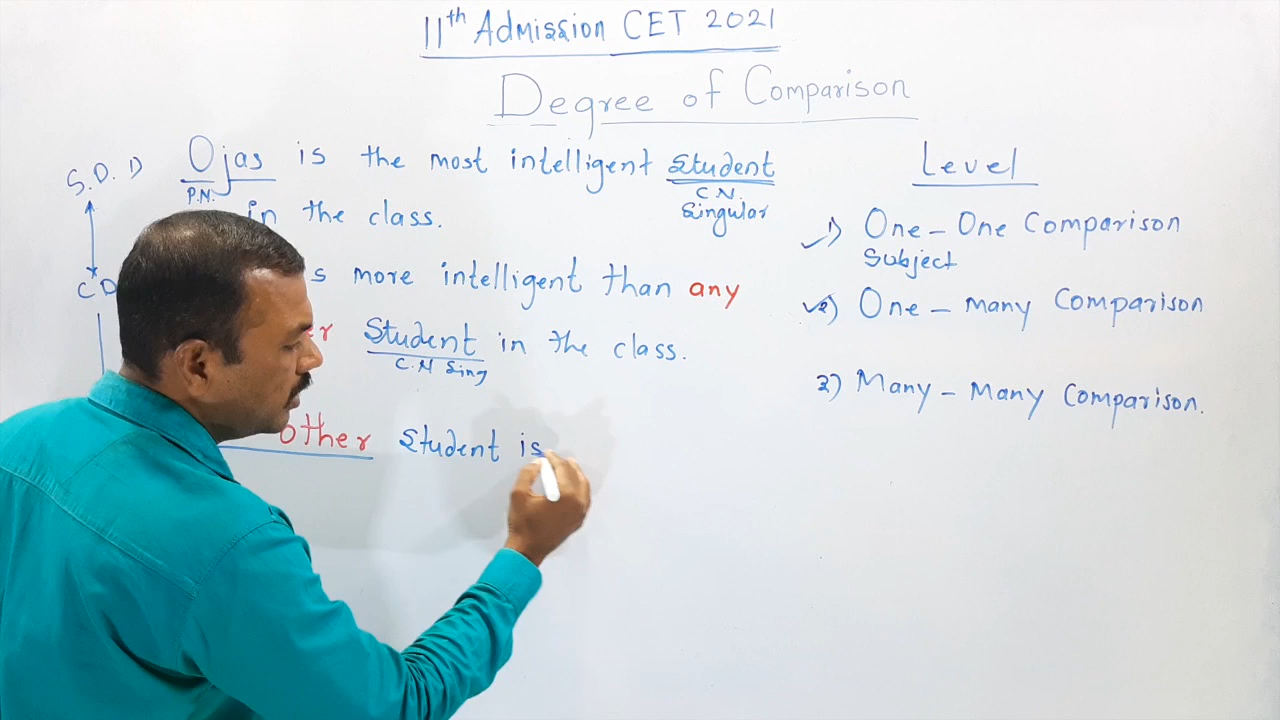 11th Admission CET 2021
Degree of Comparison
S.D. 1) Ojas is the most intelligent Student
P.N. C.N.
Singular
in the class.
C.D s more intelligent than any
r Student in the class.
C.N Sing
other Student is
Level
1) One - One Comparison
Subject
2) One - many Comparison
3) Many - Many Comparison.